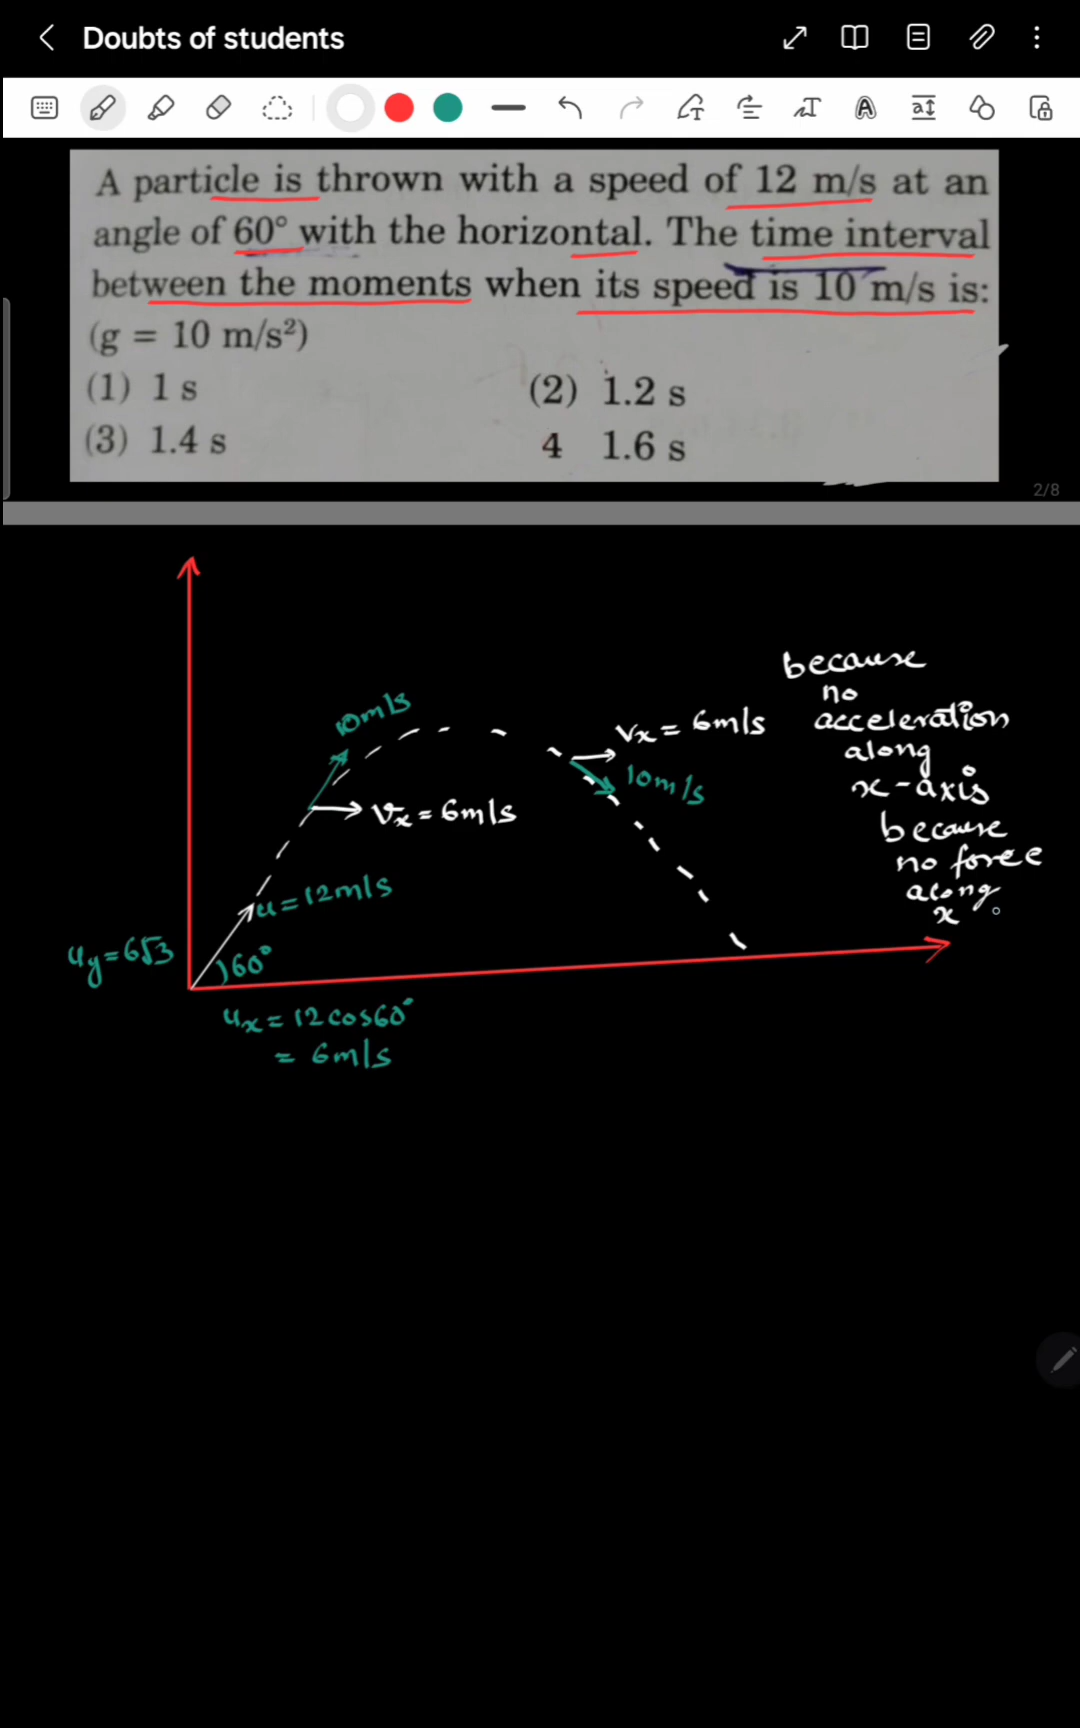 Doubts of students
A particle is thrown with a speed of 12 m/s at an
angle of 60° with the horizontal. The time interval
between the moments when its speed is 10 m/s is:
(g = 10 m/s²)
(1) 1 s (2) 1.2 s
(3) 1.4 s 4 1.6 s
2/8
because
no
acceleration
along
x-axis
because
no force
along
x
10m/s
Vx = 6m/s
10m/s
Vx = 6m/s
u = 12m/s
uy = 6√3
60°
ux = 12 cos60°
= 6m/s